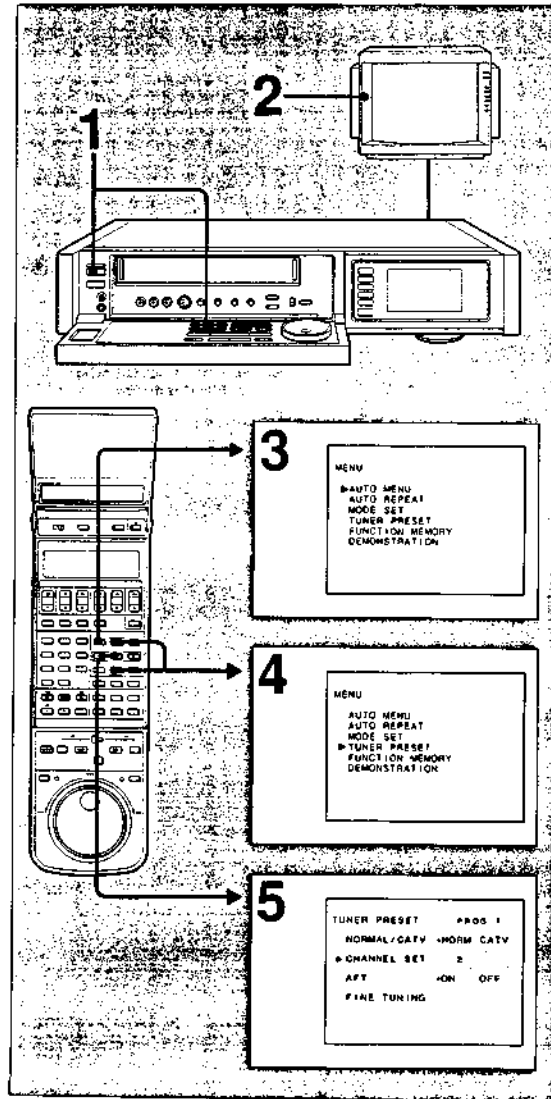 1
2
3
MENU
▶AUTO MENU
AUTO REPEAT
MODE SET
TUNER PRESET
FUNCTION MEMORY
DEMONSTRATION
4
MENU
AUTO MENU
AUTO REPEAT
MODE SET
▶TUNER PRESET
FUNCTION MEMORY
DEMONSTRATION
5
TUNER PRESET PROG 1
NORMAL/CATV •NORM CATV
▶CHANNEL SET 2
AFT •ON OFF
FINE TUNING